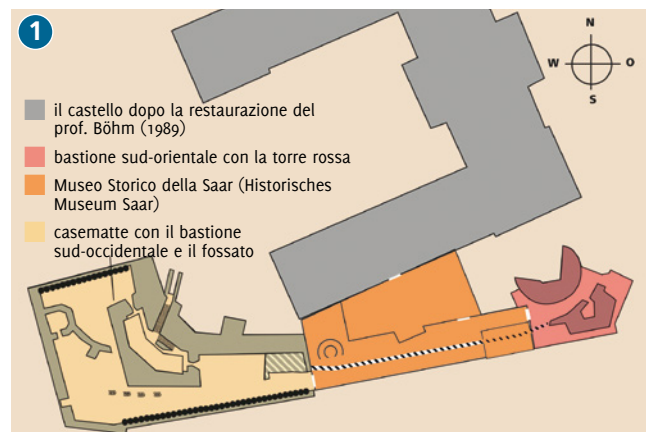 1
N
W O
S
il castello dopo la restaurazione del
prof. Böhm (1989)
bastione sud-orientale con la torre rossa
Museo Storico della Saar (Historisches
Museum Saar)
casematte con il bastione
sud-occidentale e il fossato